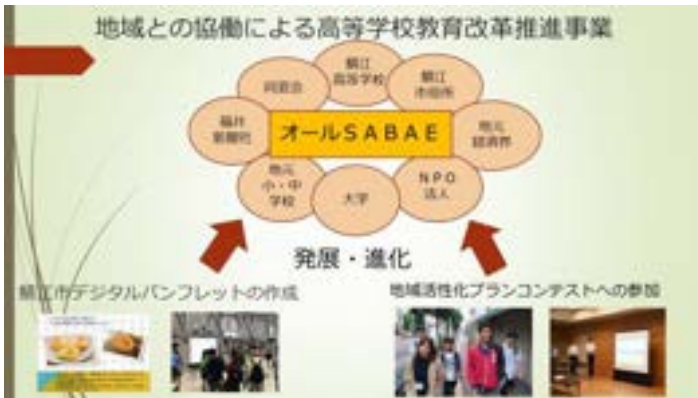 地域との協働による高等学校教育改革推進事業
鯖江
高等学校
同窓会
鯖江
市役所
福井
新聞社
オールSABAE
地元
経済界
地元
小・中
学校
大学
NPO
法人
発展・進化
鯖江市デジタルパンフレットの作成
地域活性化プランコンテストへの参加